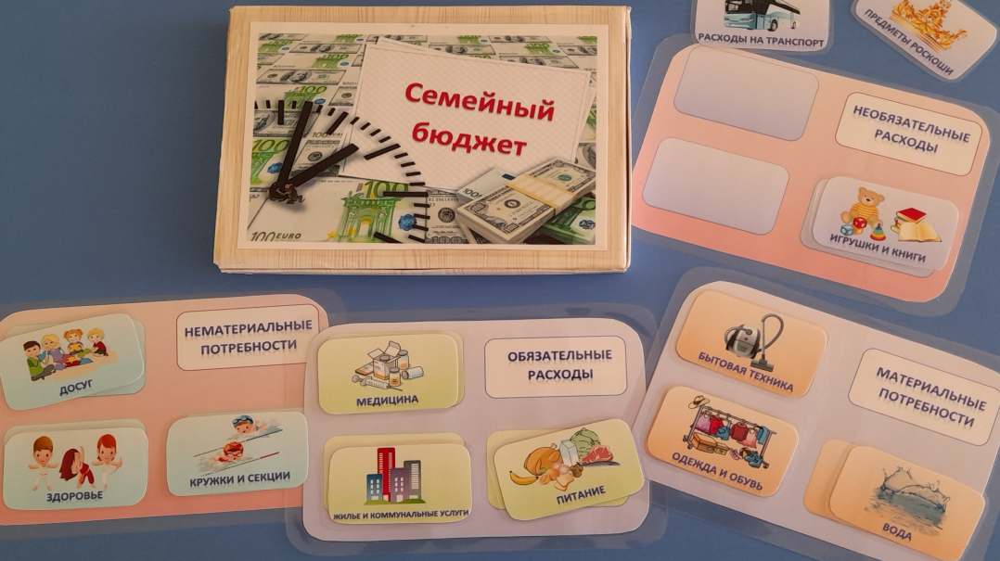 Семейный
бюджет
100 EURO
100
РАСХОДЫ НА ТРАНСПОРТ
ПРЕДМЕТЫ РОСКОШИ
НЕОБЯЗАТЕЛЬНЫЕ
РАСХОДЫ
ИГРУШКИ И КНИГИ
НЕМАТЕРИАЛЬНЫЕ
ПОТРЕБНОСТИ
ДОСУГ
ЗДОРОВЬЕ
КРУЖКИ И СЕКЦИИ
ОБЯЗАТЕЛЬНЫЕ
РАСХОДЫ
МЕДИЦИНА
ЖИЛЬЕ И КОММУНАЛЬНЫЕ УСЛУГИ
ПИТАНИЕ
МАТЕРИАЛЬНЫЕ
ПОТРЕБНОСТИ
БЫТОВАЯ ТЕХНИКА
ОДЕЖДА И ОБУВЬ
ВОДА